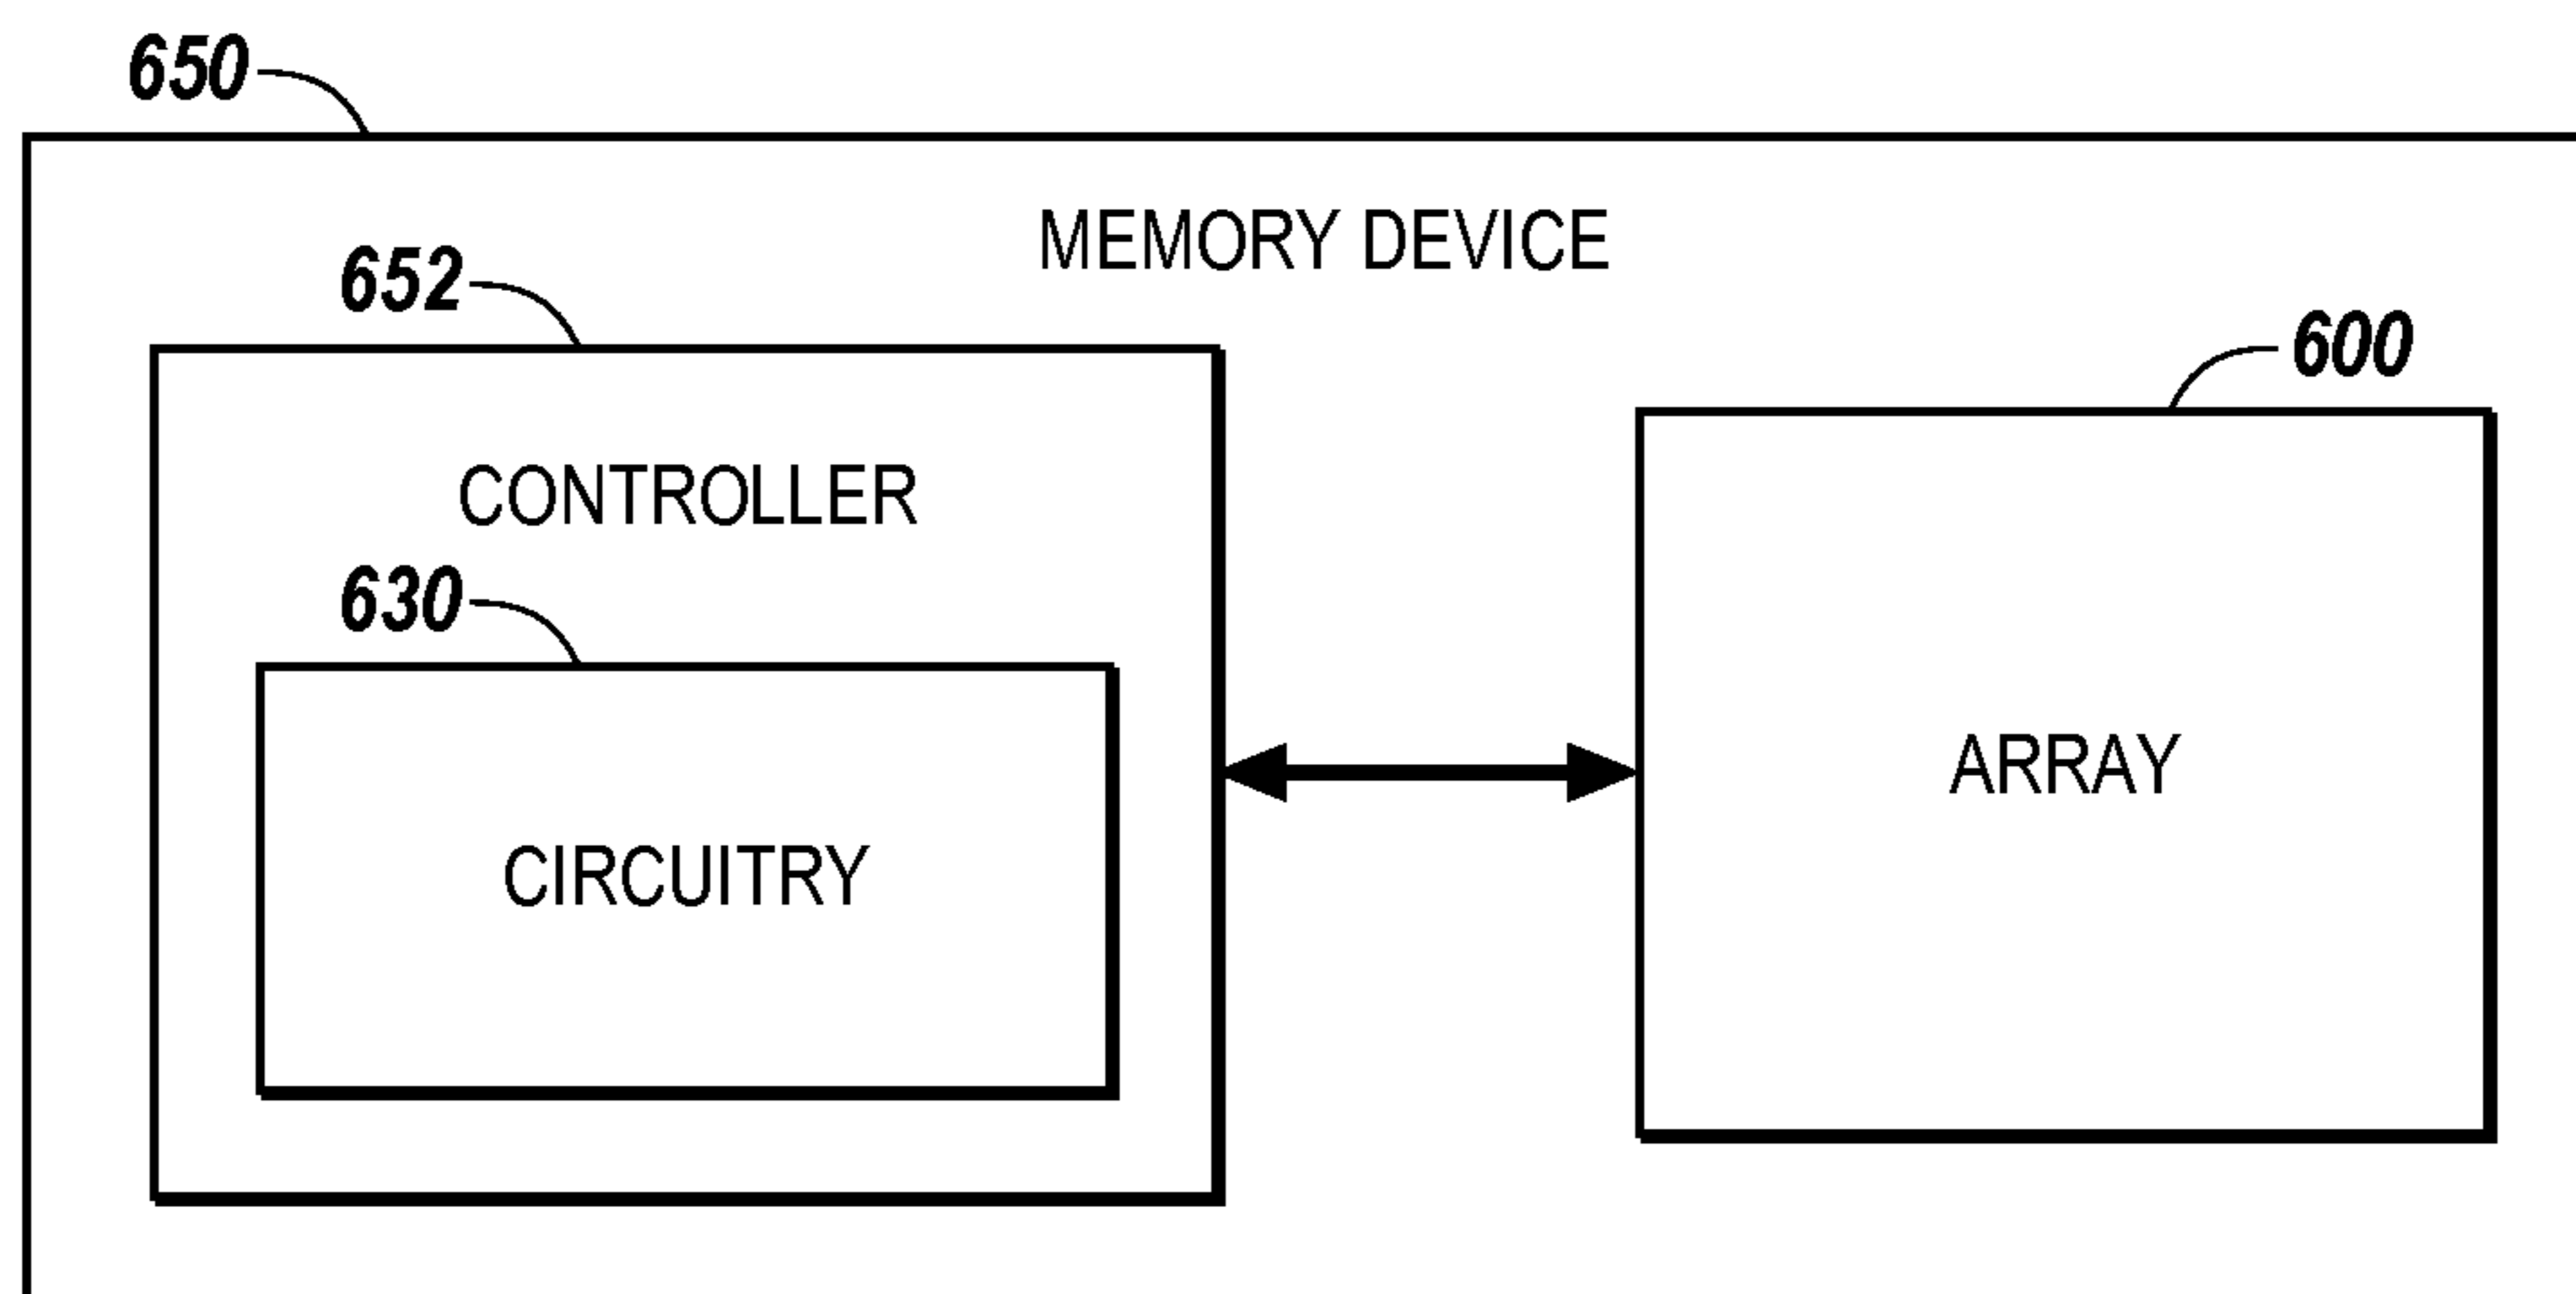 650
MEMORY DEVICE
652
600
CONTROLLER
630
ARRAY
CIRCUITRY